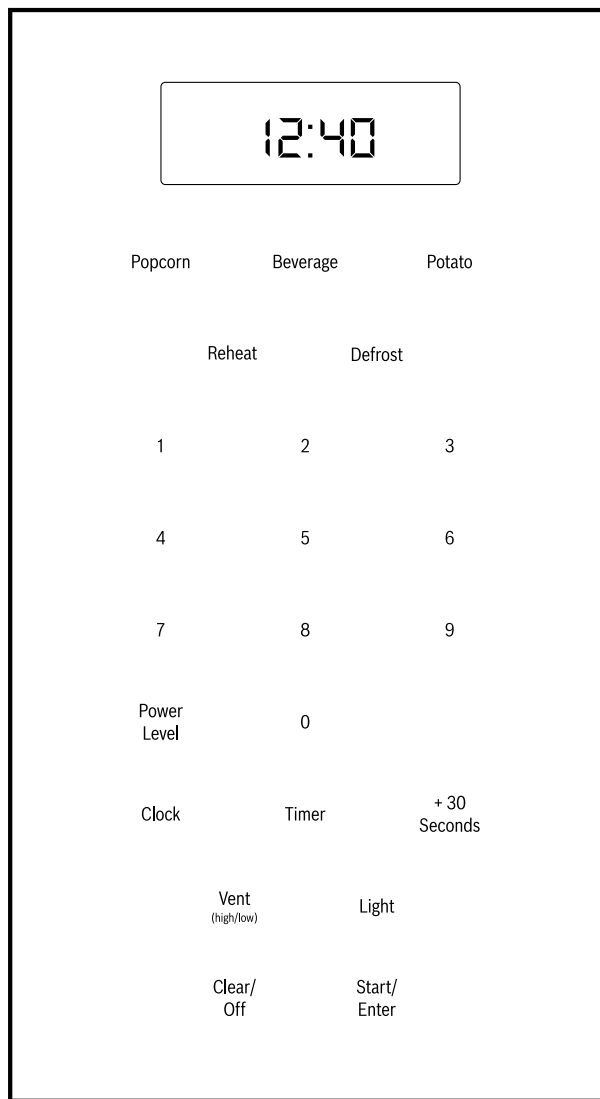 12:40
Popcorn Beverage Potato
Reheat Defrost
1 2 3
4 5 6
7 8 9
Power
Level
0
Clock Timer
+ 30
Seconds
Vent
(high/low)
Light
Clear/
Off
Start/
Enter